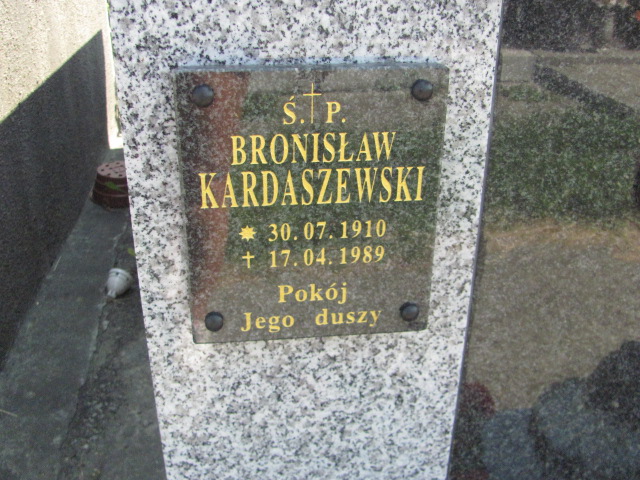 Ś. P.
BRONISŁAW
KARDASZEWSKI
* 30.07.1910
† 17.04.1989
Pokój
Jego duszy